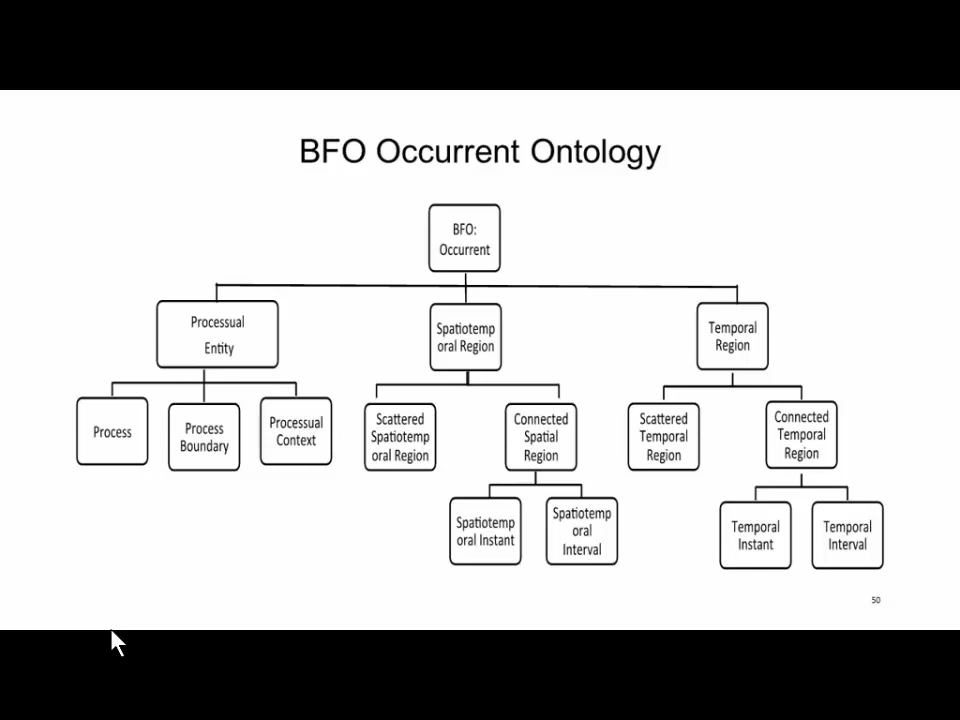 BFO Occurrent Ontology
BFO:
Occurrent
Processual
Entity
Spatiotemp
oral Region
Temporal
Region
Process
Process
Boundary
Processual
Context
Scattered
Spatiotemp
oral Region
Connected
Spatial
Region
Scattered
Temporal
Region
Connected
Temporal
Region
Spatiotemp
oral Instant
Spatiotemp
oral
Interval
Temporal
Instant
Temporal
Interval
50